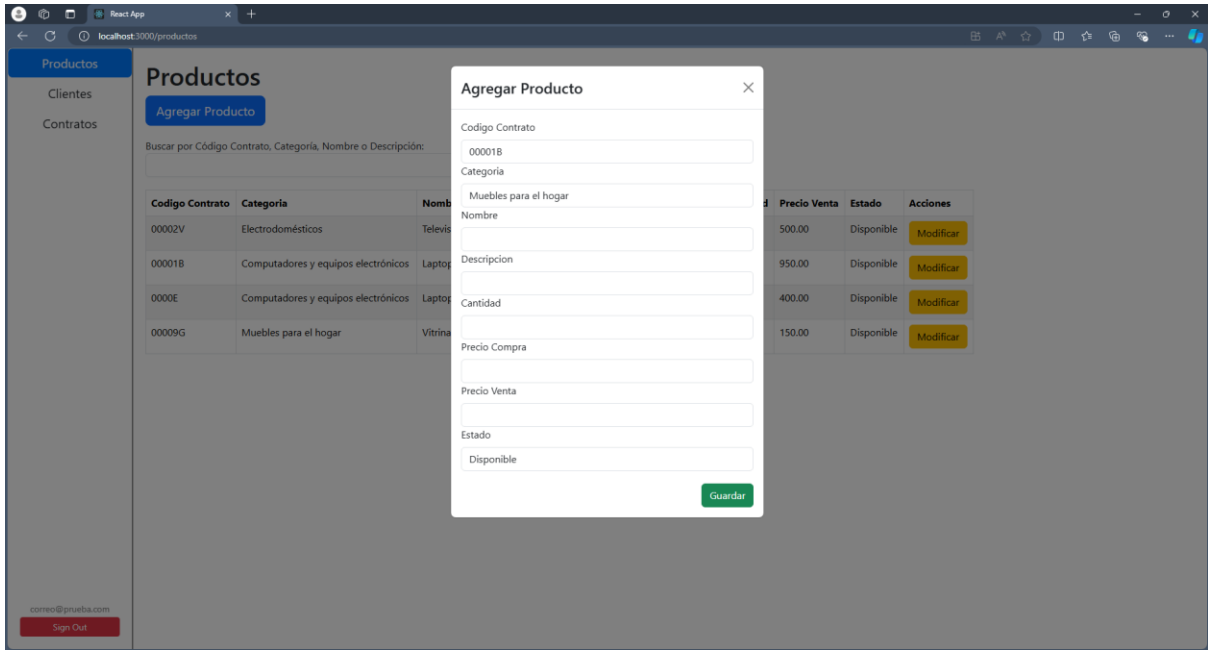 React App
localhost:3000/productos
Productos
Clientes
Contratos
Productos
Agregar Producto
Buscar por Código Contrato, Categoría, Nombre o Descripción:
Codigo Contrato Categoria Precio Venta Estado Acciones
00002V Electrodomésticos 500.00 Disponible Modificar
00001B Computadores y equipos electrónicos 950.00 Disponible Modificar
0000E Computadores y equipos electrónicos 400.00 Disponible Modificar
00009G Muebles para el hogar Vitrina 150.00 Disponible Modificar
Agregar Producto
Codigo Contrato
00001B
Categoria
Muebles para el hogar
Nombre
Descripcion
Cantidad
Precio Compra
Precio Venta
Estado
Disponible
Guardar
correo@prueba.com
Sign Out